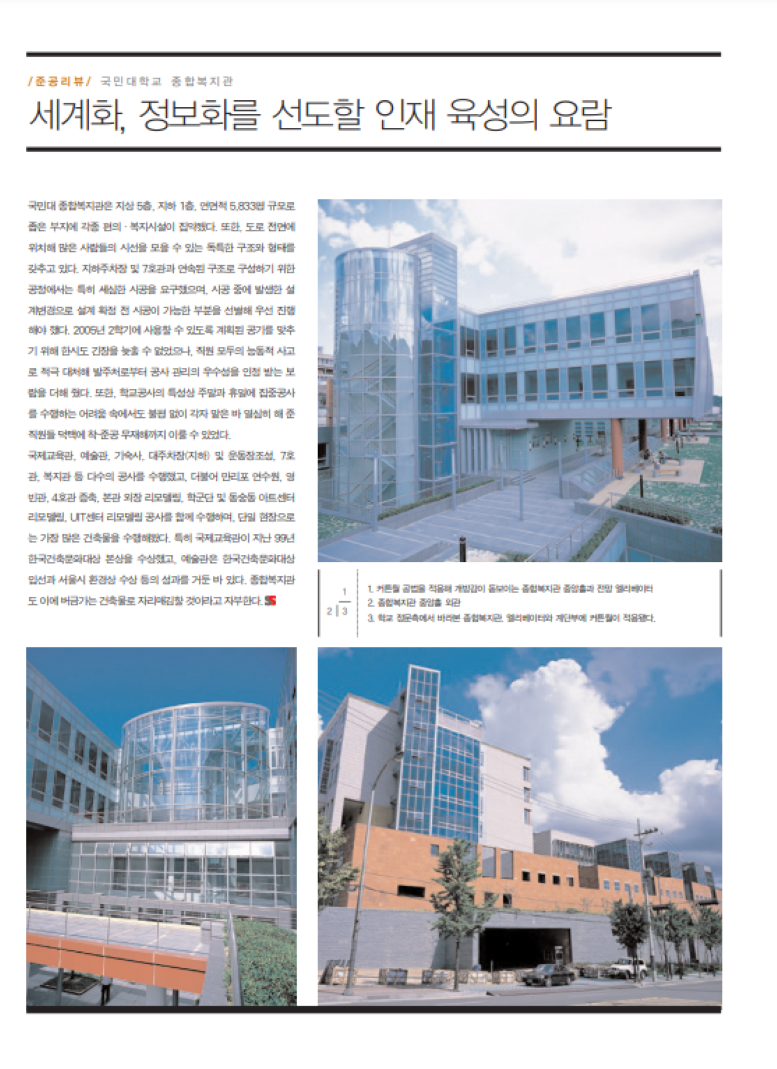 /준공리뷰/ 국민대학교 종합복지관
세계화, 정보화를 선도할 인재 육성의 요람
국민대 종합복지관은 지상 5층, 지하 1층, 연면적 5,833평 규모로
좁은 부지에 각종 편의 · 복지시설이 집약됐다. 또한, 도로 전면에
위치해 많은 사람들의 시선을 모을 수 있는 독특한 구조와 형태를
갖추고 있다. 지하주차장 및 7호관과 연속된 구조로 구성하기 위한
공정에서는 특히 세심한 시공을 요구했으며, 시공 중에 발생한 설
계변경으로 설계 확정 전 시공이 가능한 부분을 선별해 우선 진행
해야 했다. 2005년 2학기에 사용할 수 있도록 계획된 공기를 맞추
기 위해 한시도 긴장을 늦출 수 없었으나, 직원 모두의 능동적 사고
로 적극 대처해 발주처로부터 공사 관리의 우수성을 인정 받는 보
람을 더해 줬다. 또한, 학교공사의 특성상 주말과 휴일에 집중공사
를 수행하는 어려움 속에서도 불평 없이 각자 맡은 바 열심히 해 준
직원들 덕택에 착·준공 무재해까지 이룰 수 있었다.
국제교육관, 예술관, 기숙사, 대주차장(지하) 및 운동장조성, 7호
관, 복지관 등 다수의 공사를 수행했고, 더불어 만리포 연수원, 영
빈관, 4호관 증축, 본관 외장 리모델링, 학군단 및 동숭동 아트센터
리모델링, UIT센터 리모델링 공사를 함께 수행하며, 단일 현장으로
는 가장 많은 건축물을 수행해왔다. 특히 국제교육관이 지난 99년
한국건축문화대상 본상을 수상했고, 예술관은 한국건축문화대상
입선과 서울시 환경상 수상 등의 성과를 거둔 바 있다. 종합복지관
도 이에 버금가는 건축물로 자리매김할 것이라고 자부한다.
1
2 3
1. 커튼월 공법을 적용해 개방감이 돋보이는 종합복지관 중앙홀과 전망 엘리베이터
2. 종합복지관 중앙홀 외관
3. 학교 정문측에서 바라본 종합복지관. 엘리베이터와 계단부에 커튼월이 적용됐다.